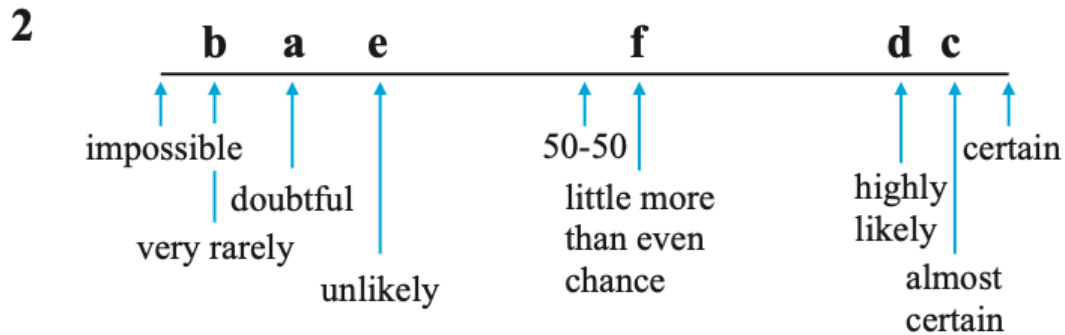 2
b a e f d c
impossible
50-50
certain
doubtful
very rarely
unlikely
little more
than even
chance
highly
likely
almost
certain